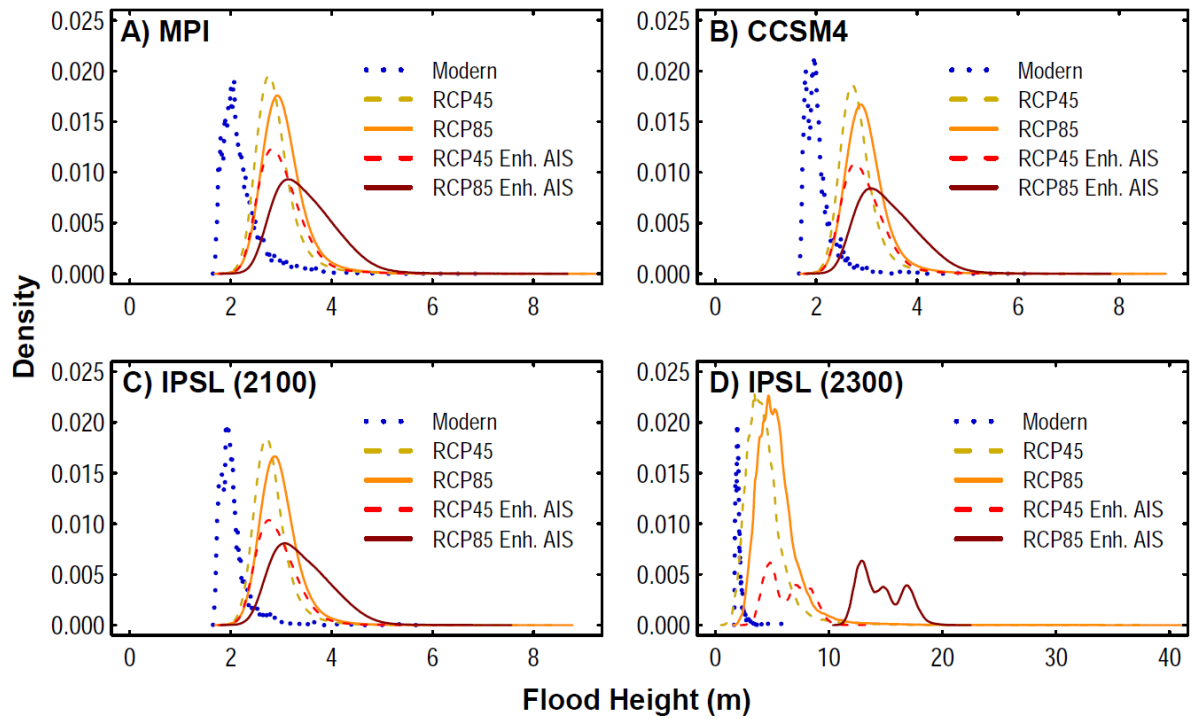 A) MPI
0.025
0.020
0.015
0.010
0.005
0.000
Modern
RCP45
RCP85
RCP45 Enh. AIS
RCP85 Enh. AIS
0 2 4 6 8
B) CCSM4
0.025
0.020
0.015
0.010
0.005
0.000
Modern
RCP45
RCP85
RCP45 Enh. AIS
RCP85 Enh. AIS
0 2 4 6 8
Density
C) IPSL (2100)
0.025
0.020
0.015
0.010
0.005
0.000
Modern
RCP45
RCP85
RCP45 Enh. AIS
RCP85 Enh. AIS
0 2 4 6 8
D) IPSL (2300)
0.025
0.020
0.015
0.010
0.005
0.000
Modern
RCP45
RCP85
RCP45 Enh. AIS
RCP85 Enh. AIS
0 10 20 30 40
Flood Height (m)